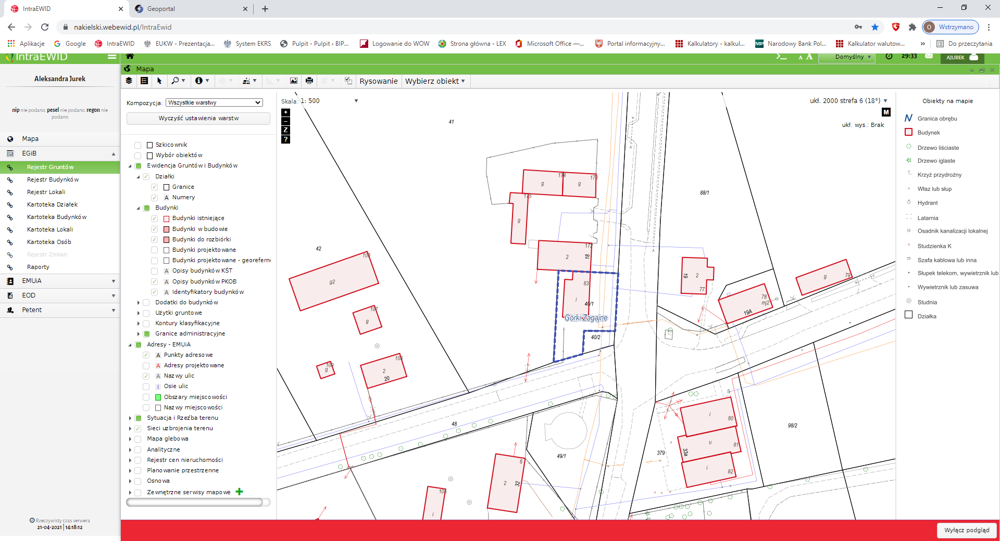 IntraEWID
Geoportal
nakielski.webewid.pl/IntraEwid
Wstrzymano
Aplikacje
Google
IntraEWID
EUKW - Prezentacja...
System EKRS
Pulpit - Pulpit ‹ BIP...
Logowanie do WOW
Strona główna - LEX
Microsoft Office —...
Portal informacyjny...
Kalkulatory - kalkul...
Narodowy Bank Pol...
Kalkulator walutow...
»
Do przeczytania
IntraEWID
A A
Domyślny
29:33
AJUREK
Mapa
Aleksandra Jurek
nip nie podano, pesel nie podano, regon nie
podano
Mapa
EGiB
Rejestr Gruntów
Rejestr Budynków
Rejestr Lokali
Kartoteka Działek
Kartoteka Budynków
Kartoteka Lokali
Kartoteka Osób
Rejestr Zmian
Raporty
EMUiA
EOD
Petent
Rzeczywisty czas serwera
21-04-2021 | 14:18:12
Rysowanie
Wybierz obiekt
Kompozycja: Wszystkie warstwy
Wyczyść ustawienia warstw
Szkicownik
Wybór obiektów
Ewidencja Gruntów i Budynków
Działki
Granice
A Numery
Budynki
Budynki istniejące
Budynki w budowie
Budynki do rozbiórki
Budynki projektowane
Budynki projektowane - georefern
A Opisy budynków KŚT
A Opisy budynków PKOB
A Identyfikatory budynków
Dodatki do budynków
Użytki gruntowe
Kontury klasyfikacyjne
Granice administracyjne
Adresy - EMUiA
A Punkty adresowe
A Adresy projektowane
A Nazwy ulic
Osie ulic
Obszary miejscowości
Nazwy miejscowości
Sytuacja i Rzeźba terenu
Sieci uzbrojenia terenu
Mapa glebowa
Analityczne
Rejestr cen nieruchomości
Planowanie przestrzenne
Osnowa
Zewnętrzne serwisy mapowe
Skala: 1: 500
+
−
Z
?
ukł. 2000 strefa 6 (18°)
M
ukł. wys.: Brak
41
174
173
g
g
175
g
88/1
42
108
g2
172
2
18
83
i
40/1
Górki Zagajne
40/2
19
2
77
g
79
78
mj2
19A
107
g
109
g
106
2
20
48
49/1
6
2
32
105
i
379
i
80
u
81
33a
i
82
98/2
Obiekty na mapie
Granica obrębu
Budynek
Drzewo liściaste
Drzewo iglaste
Krzyż przydrożny
Właz lub słup
Hydrant
Latarnia
Osadnik kanalizacji lokalnej
Studzienka K
Szafa kablowa lub inna
Słupek telekom, wywietrznik lub
Wywietrznik lub zasuwa
Studnia
Działka
Wyłącz podgląd